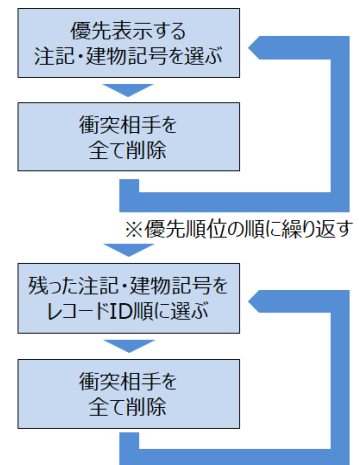 優先表示する
注記・建物記号を選ぶ
衝突相手を
全て削除
※優先順位の順に繰り返す
残った注記・建物記号を
レコードID順に選ぶ
衝突相手を
全て削除